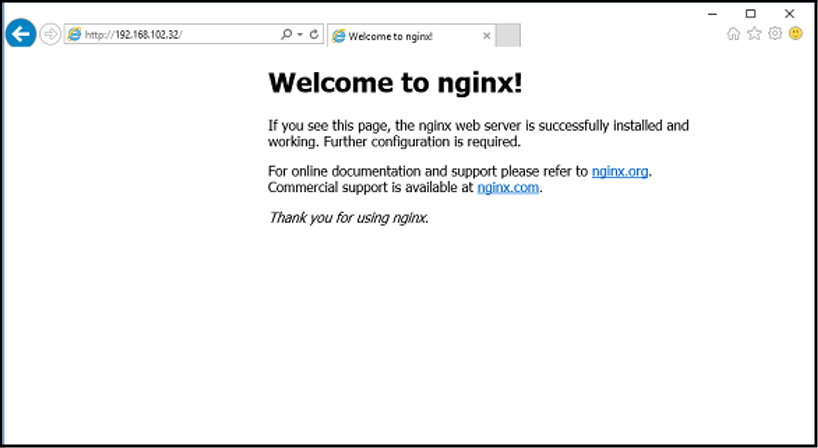 http://192.168.102.32/
Welcome to nginx!
Welcome to nginx!
If you see this page, the nginx web server is successfully installed and
working. Further configuration is required.
For online documentation and support please refer to nginx.org.
Commercial support is available at nginx.com.
Thank you for using nginx.